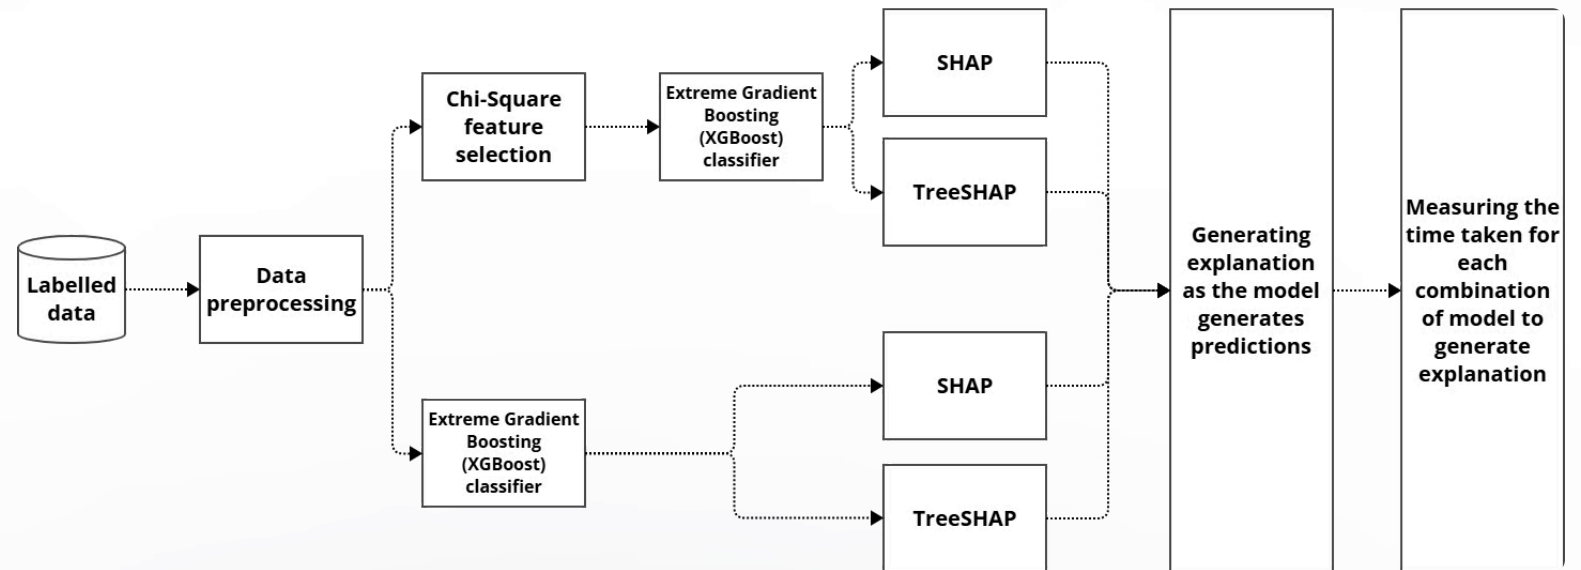 Labelled
data
Data
preprocessing
Chi-Square
feature
selection
Extreme Gradient
Boosting
(XGBoost)
classifier
SHAP
TreeSHAP
Extreme Gradient
Boosting
(XGBoost)
classifier
SHAP
TreeSHAP
Generating
explanation
as the model
generates
predictions
Measuring the
time taken for
each
combination
of model to
generate
explanation